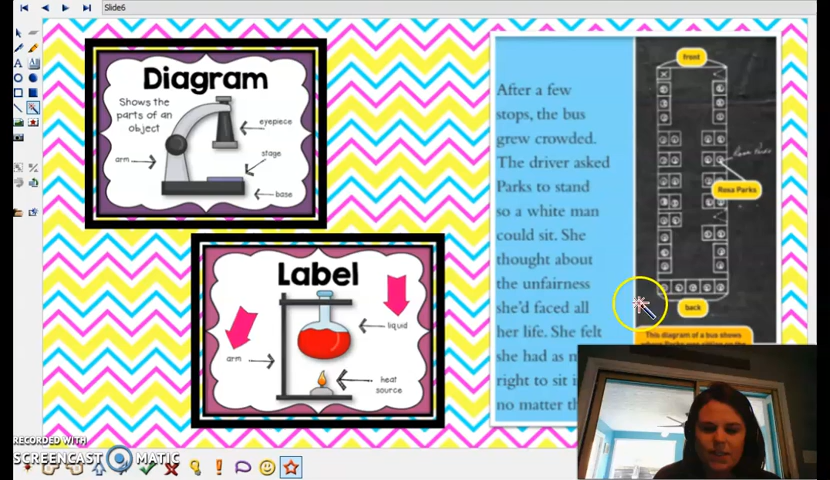 Slide6
Diagram
Shows the
parts of an
object
eyepiece
stage
arm
base
Label
liquid
arm
heat
source
After a few
stops, the bus
grew crowded.
The driver asked
Parks to stand
so a white man
could sit. She
thought about
the unfairness
she'd faced all
her life. She felt
she had as
right to sit
no matter
front
Rosa Parks
Rosa Parks
back
This diagram of a bus shows
RECORDED WITH
SCREENCAST MATIC